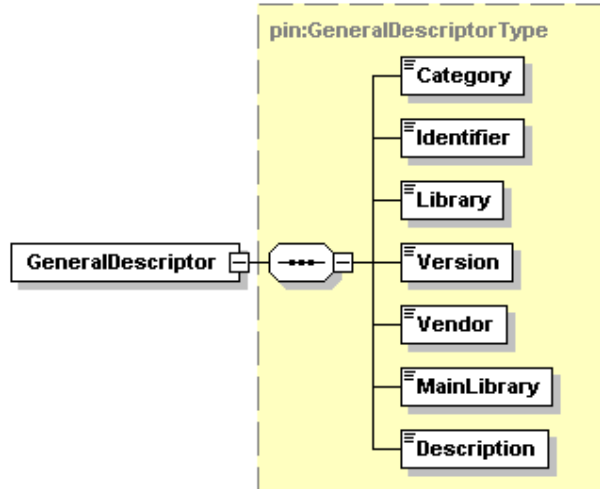 pin:GeneralDescriptorType
Category
Identifier
Library
GeneralDescriptor
Version
Vendor
MainLibrary
Description